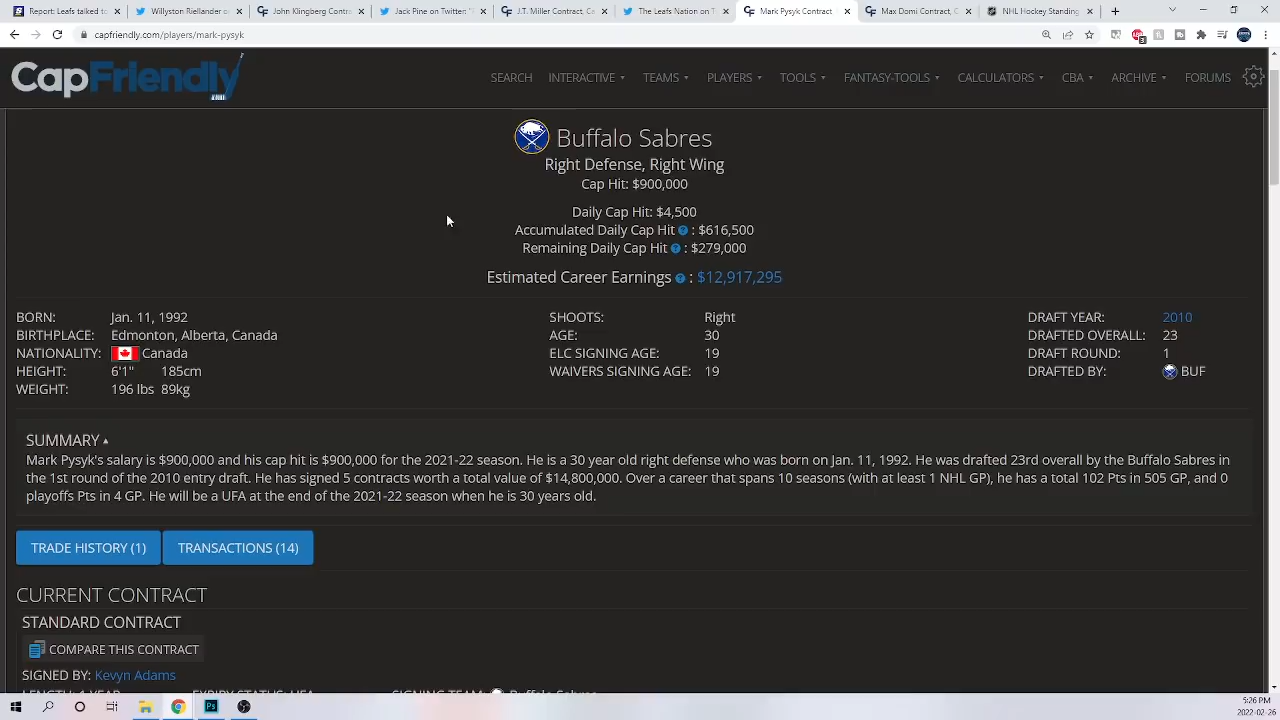 Report: Leafs talked to
Willyston Riellander o
John Klingberg Contra
Jack Pine on Twitter: "
J.T. Miller Contract, Ca
The Leafs Nation on T
Mark Pysyk Contract
Max Domi Contract, C
NHL Hockey Standing
capfriendly.com/players/mark-pysyk
CapFriendly
SEARCH INTERACTIVE TEAMS PLAYERS TOOLS FANTASY-TOOLS CALCULATORS CBA ARCHIVE FORUMS
Buffalo Sabres
Right Defense, Right Wing
Cap Hit: $900,000
Daily Cap Hit: $4,500
Accumulated Daily Cap Hit ? : $616,500
Remaining Daily Cap Hit ? : $279,000
Estimated Career Earnings ? : $12,917,295
BORN: Jan. 11, 1992 SHOOTS: Right DRAFT YEAR: 2010
BIRTHPLACE: Edmonton, Alberta, Canada AGE: 30 DRAFTED OVERALL: 23
NATIONALITY: Canada ELC SIGNING AGE: 19 DRAFT ROUND: 1
HEIGHT: 6'1" 185cm WAIVERS SIGNING AGE: 19 DRAFTED BY: BUF
WEIGHT: 196 lbs 89kg
SUMMARY
Mark Pysyk's salary is $900,000 and his cap hit is $900,000 for the 2021-22 season. He is a 30 year old right defense who was born on Jan. 11, 1992. He was drafted 23rd overall by the Buffalo Sabres in
the 1st round of the 2010 entry draft. He has signed 5 contracts worth a total value of $14,800,000. Over a career that spans 10 seasons (with at least 1 NHL GP), he has a total 102 Pts in 505 GP, and 0
playoffs Pts in 4 GP. He will be a UFA at the end of the 2021-22 season when he is 30 years old.
TRADE HISTORY (1) TRANSACTIONS (14)
CURRENT CONTRACT
STANDARD CONTRACT
COMPARE THIS CONTRACT
SIGNED BY: Kevyn Adams
LENGTH: 1 YEAR EXPIRY STATUS: UFA SIGNING TEAM: Buffalo Sabres
5:26 PM
2022-02-26